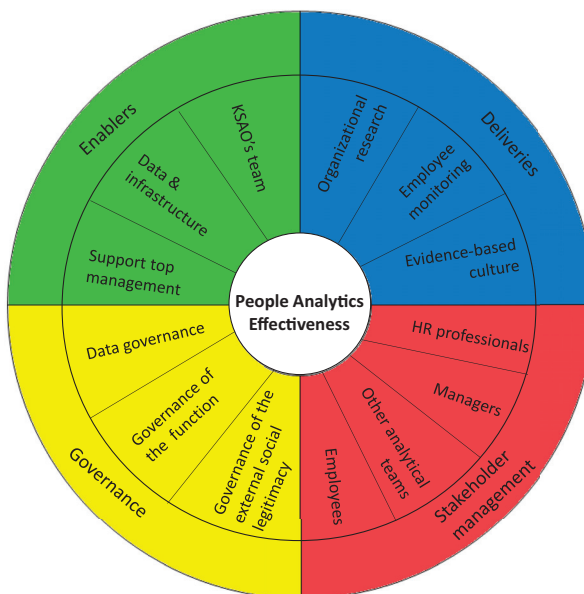 Enablers
KSAO's team
Data &
infrastructure
Support top
management
Deliveries
Organizational
research
Employee
monitoring
Evidence-based
culture
People Analytics
Effectiveness
Governance
Data governance
Governance of
the function
Governance of the
external social
legitimacy
Stakeholder
management
HR professionals
Managers
Other analytical
teams
Employees